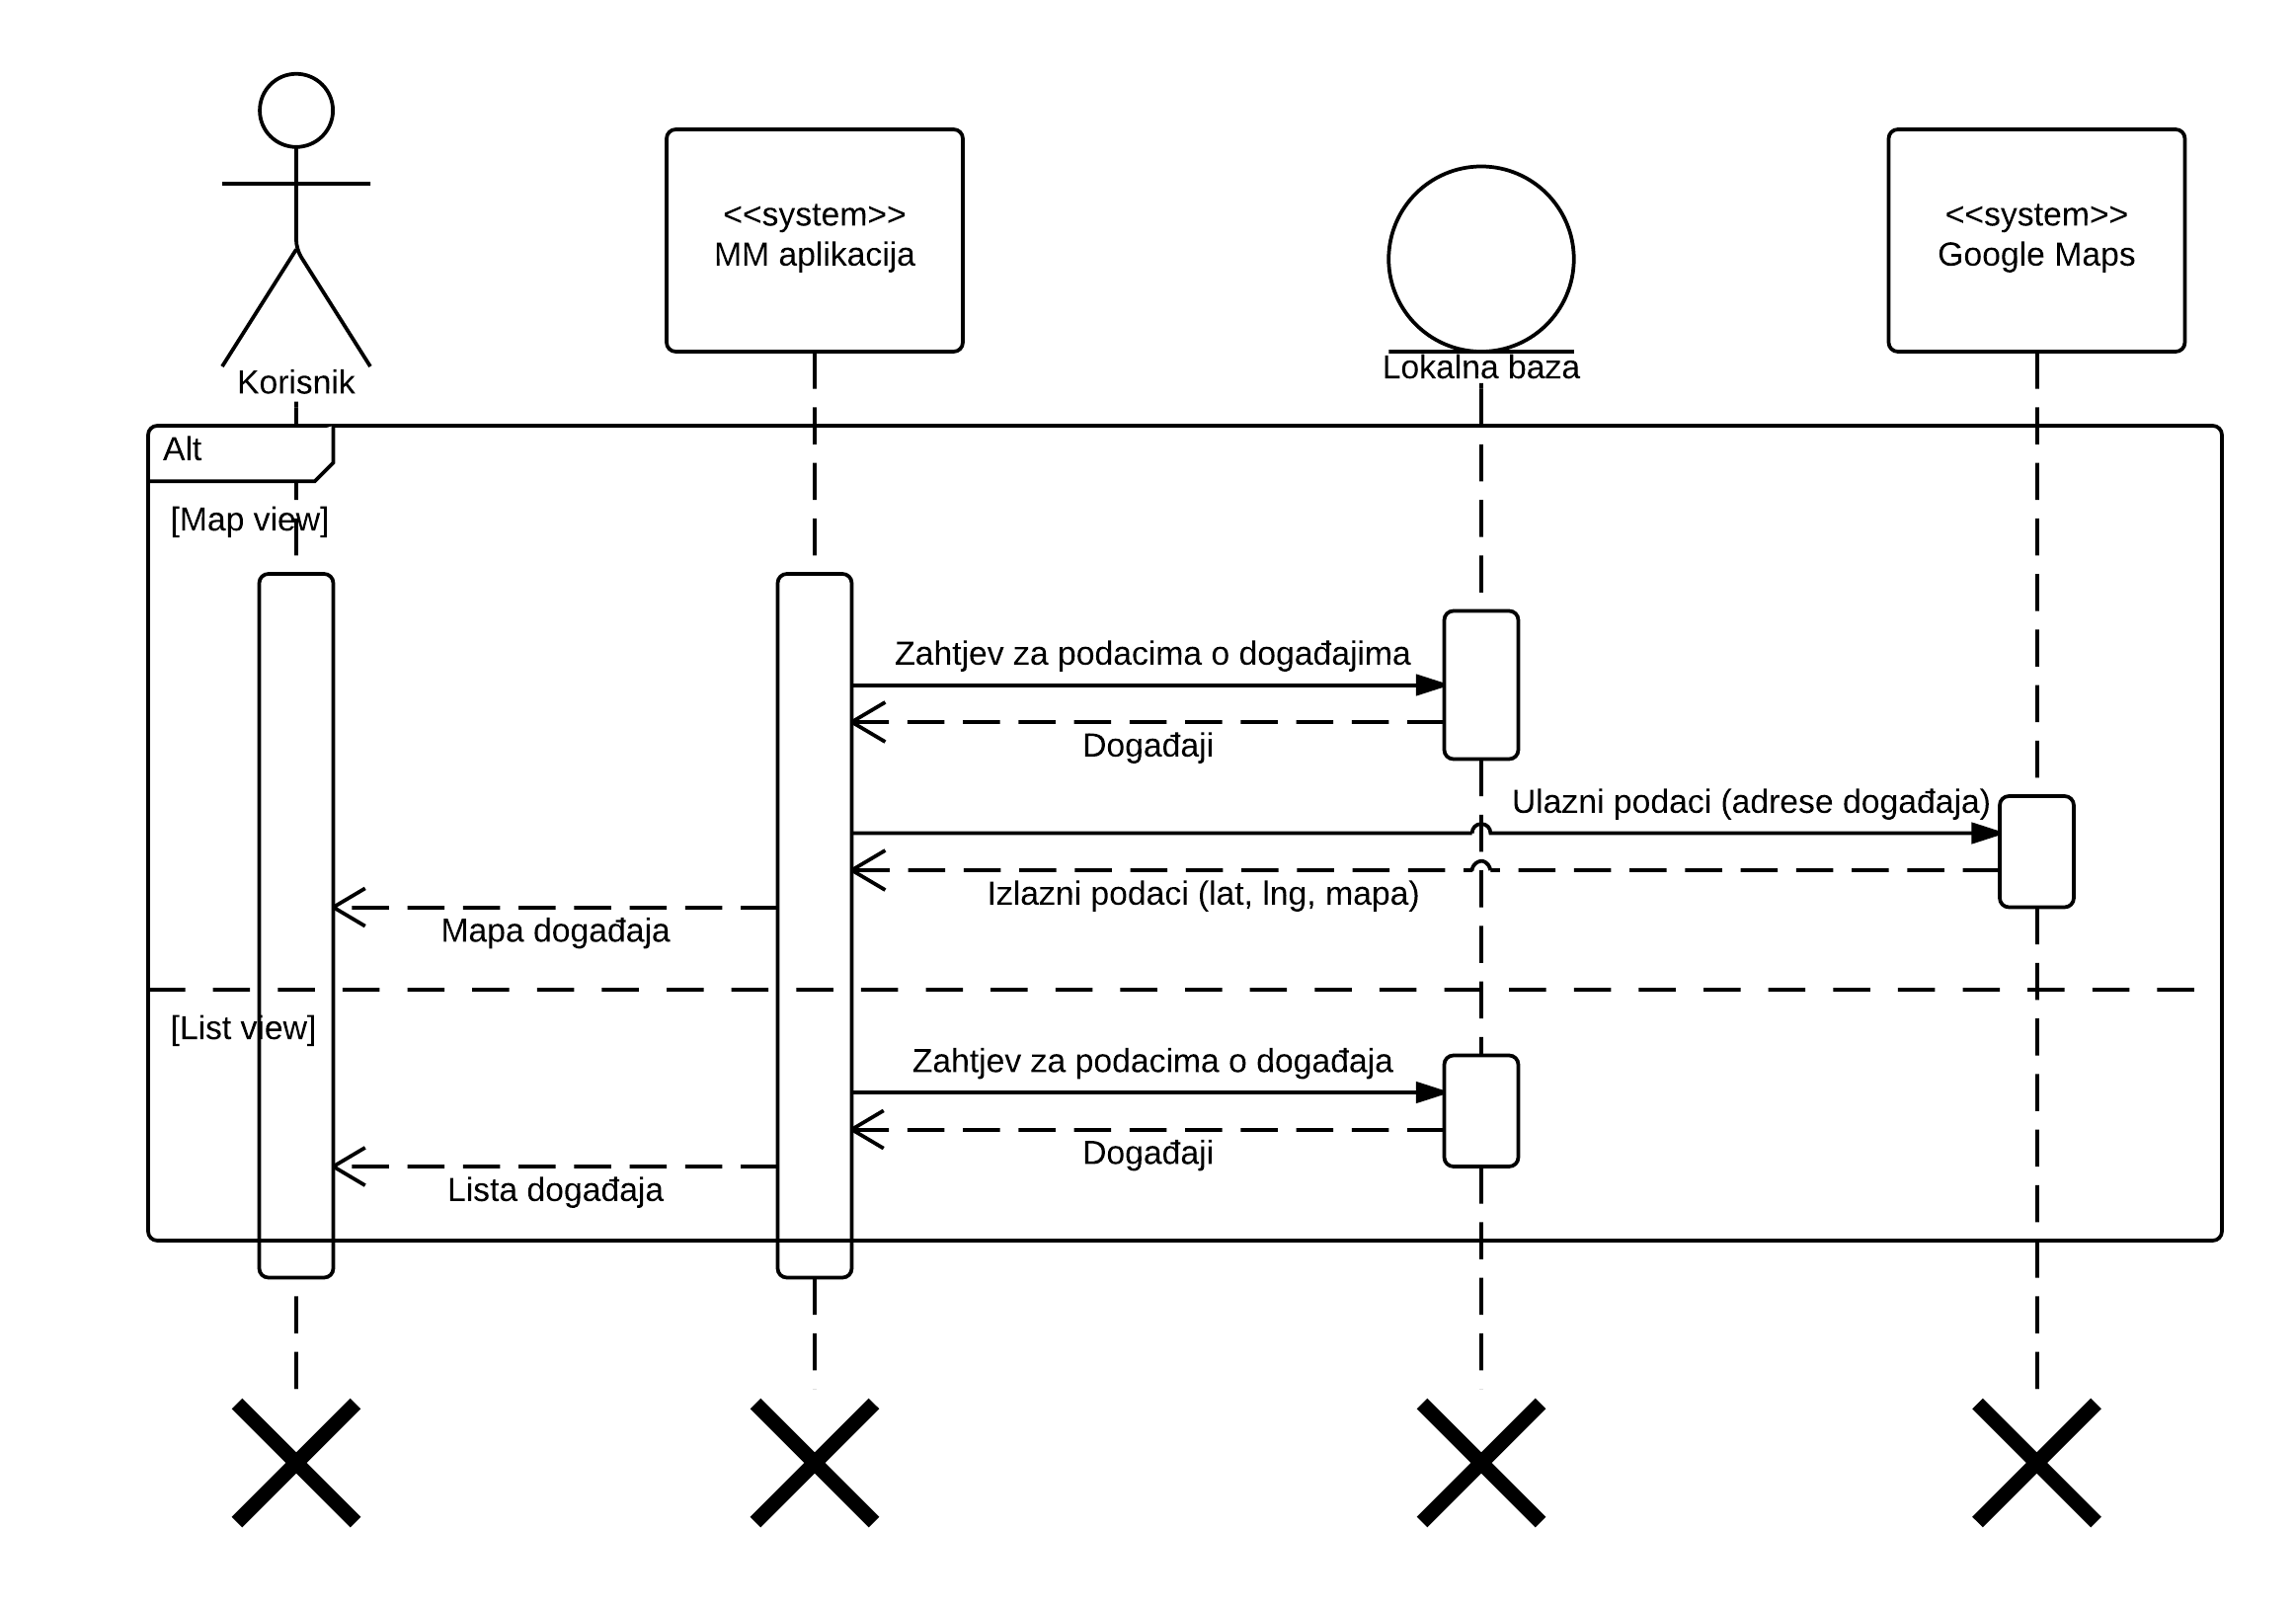 <<system>>
MM aplikacija
<<system>>
Google Maps
Lokalna baza
Korisnik
Alt
[Map view]
Zahtjev za podacima o događajima
Događaji
Ulazni podaci (adrese događaja)
Izlazni podaci (lat, lng, mapa)
Mapa događaja
[List view]
Zahtjev za podacima o događaja
Događaji
Lista događaja